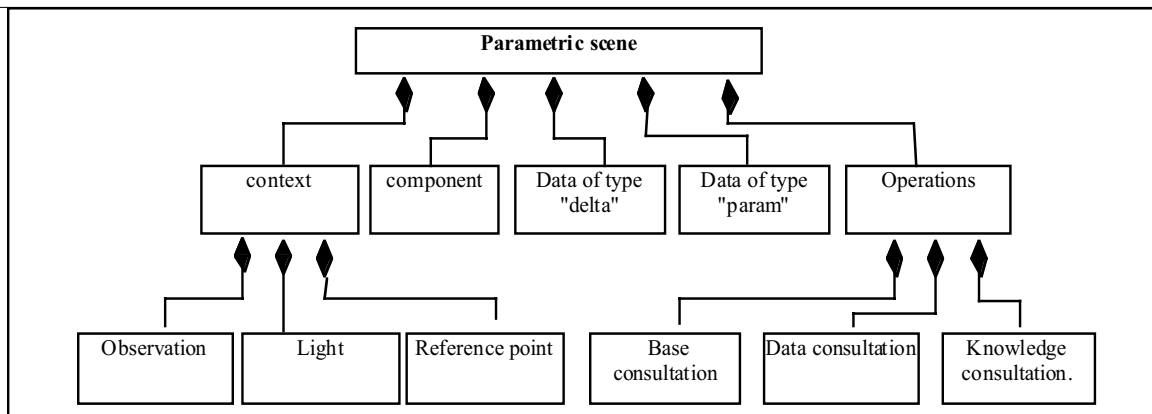 Parametric scene
context
component
Data of type
"delta"
Data of type
"param"
Operations
Observation
Light
Reference point
Base
consultation
Data consultation
Knowledge
consultation.